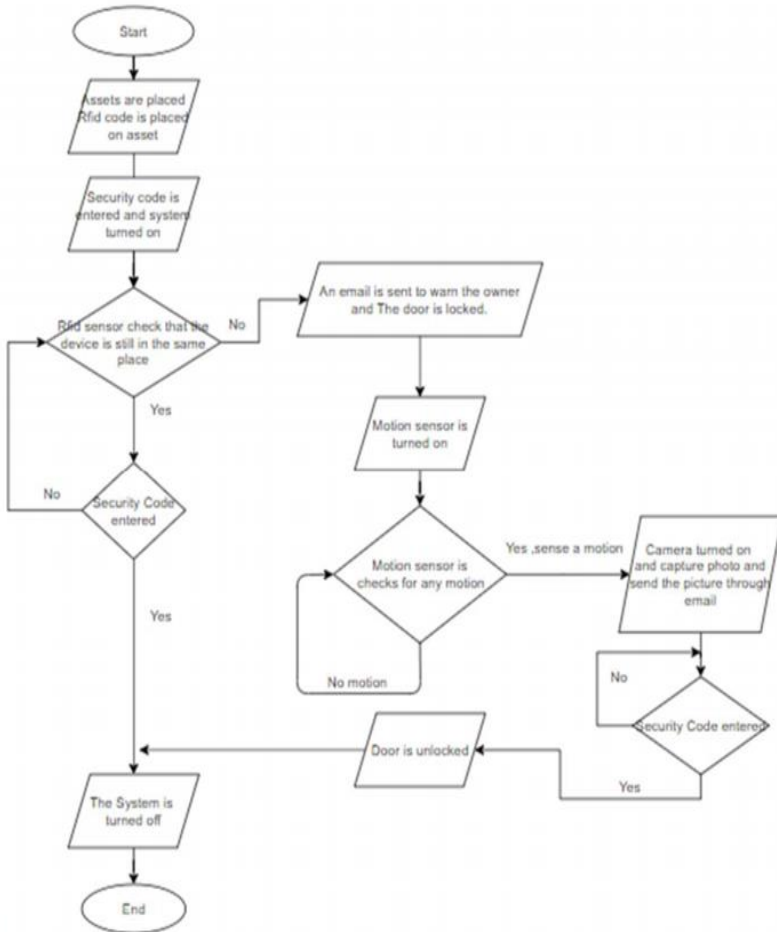 Start
Assets are placed
Rfid code is placed
on asset
Security code is
entered and system
turned on
Rfid sensor check that the
device is still in the same
place
No
An email is sent to warn the owner
and The door is locked.
Yes
Motion sensor is
turned on
No
Security Code
entered
Motion sensor is
checks for any motion
Yes ,sense a motion
Camera turned on
and capture photo and
send the picture through
email
Yes
No motion
No
Security Code entered
Door is unlocked
Yes
The System is
turned off
End